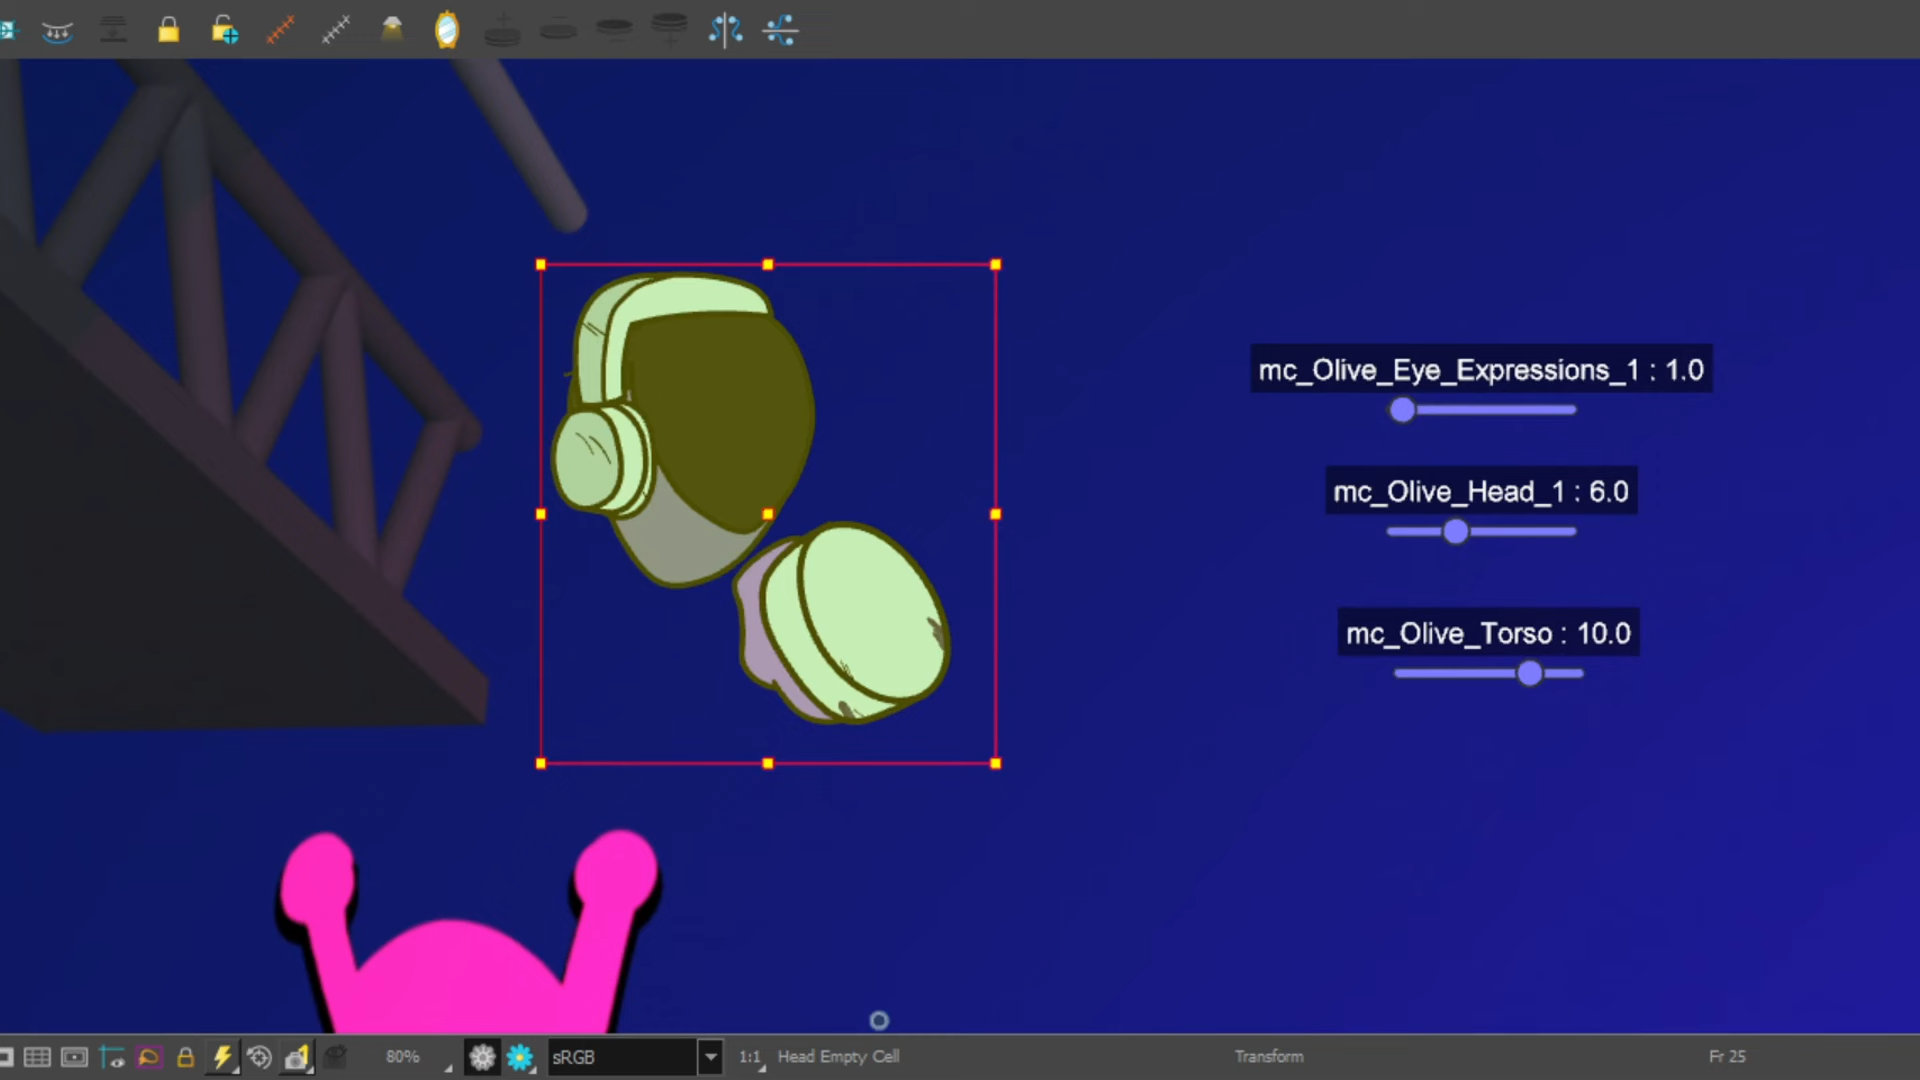 mc_Olive_Eye_Expressions_1 : 1.0
mc_Olive_Head_1 : 6.0
mc_Olive_Torso : 10.0
80%
sRGB
1:1
Head Empty Cell
Transform
Fr 25